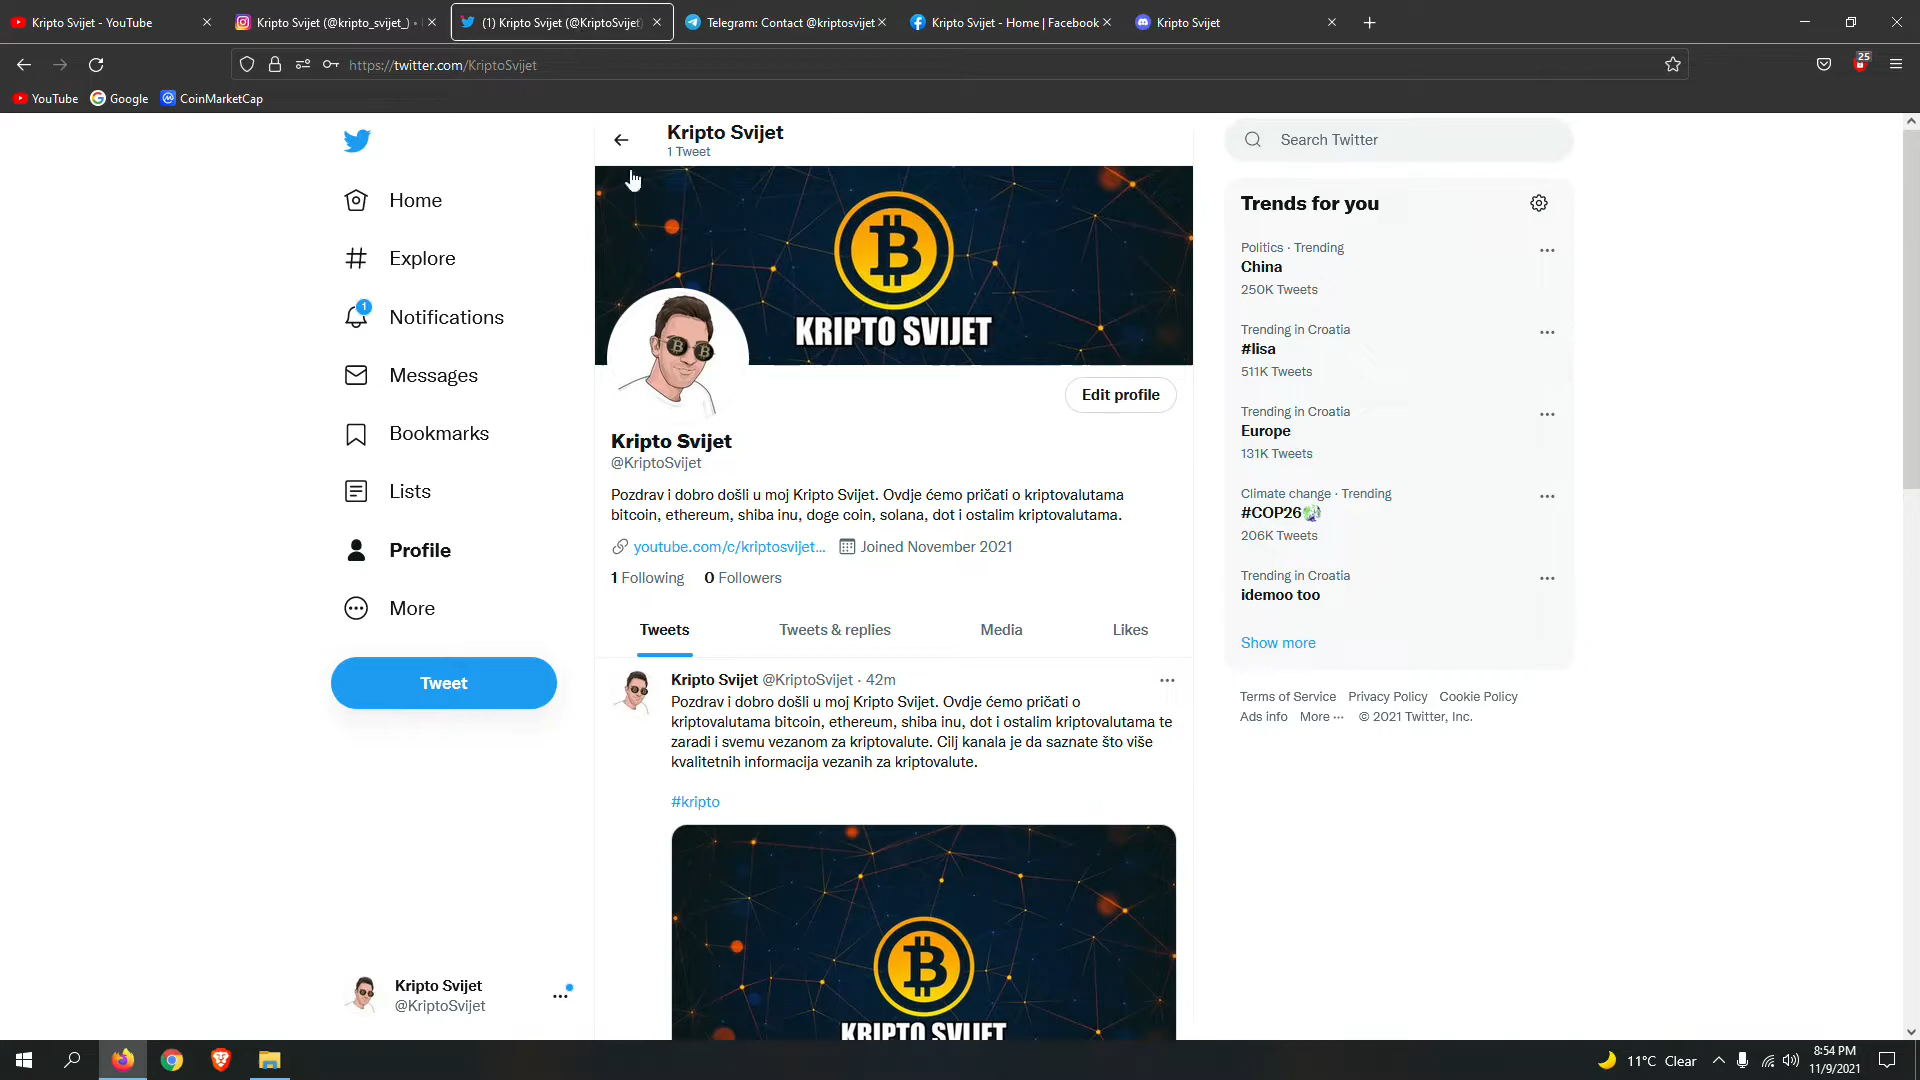 Kripto Svijet - YouTube
Kripto Svijet (@kripto_svijet_) •
(1) Kripto Svijet (@KriptoSvijet)
Telegram: Contact @kriptosvijet
Kripto Svijet - Home | Facebook
Kripto Svijet
https://twitter.com/KriptoSvijet
25
YouTube
Google
CoinMarketCap
Kripto Svijet
1 Tweet
Search Twitter
Home
Explore
1
Notifications
Messages
Bookmarks
Lists
Profile
More
Tweet
KRIPTO SVIJET
Edit profile
Kripto Svijet
@KriptoSvijet
Pozdrav i dobro došli u moj Kripto Svijet. Ovdje ćemo pričati o kriptovalutama
bitcoin, ethereum, shiba inu, doge coin, solana, dot i ostalim kriptovalutama.
youtube.com/c/kriptosvijet... Joined November 2021
1 Following 0 Followers
Tweets
Tweets & replies
Media
Likes
Kripto Svijet @KriptoSvijet · 42m
Pozdrav i dobro došli u moj Kripto Svijet. Ovdje ćemo pričati o
kriptovalutama bitcoin, ethereum, shiba inu, dot i ostalim kriptovalutama te
zaradi i svemu vezanom za kriptovalute. Cilj kanala je da saznate što više
kvalitetnih informacija vezanih za kriptovalute.
#kripto
KRIPTO SVIJET
Trends for you
Politics · Trending
China
250K Tweets
Trending in Croatia
#lisa
511K Tweets
Trending in Croatia
Europe
131K Tweets
Climate change · Trending
#COP26
206K Tweets
Trending in Croatia
idemoo too
Show more
Terms of Service Privacy Policy Cookie Policy
Ads info More ··· © 2021 Twitter, Inc.
Kripto Svijet
@KriptoSvijet
11°C Clear
8:54 PM
11/9/2021